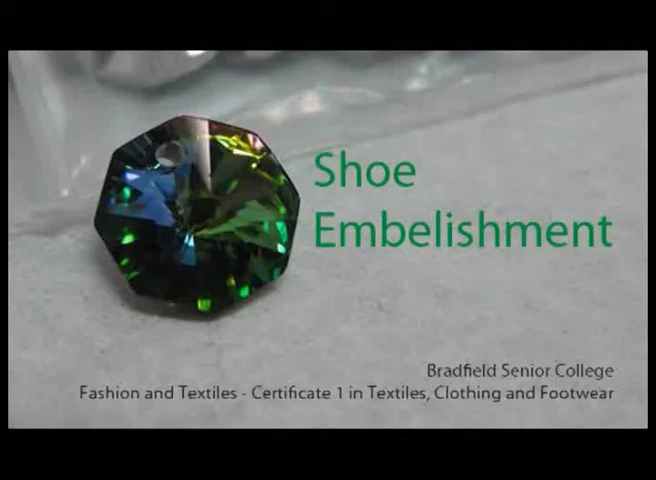 Shoe
Embelishment
Bradfield Senior College
Fashion and Textiles - Certificate 1 in Textiles, Clothing and Footwear